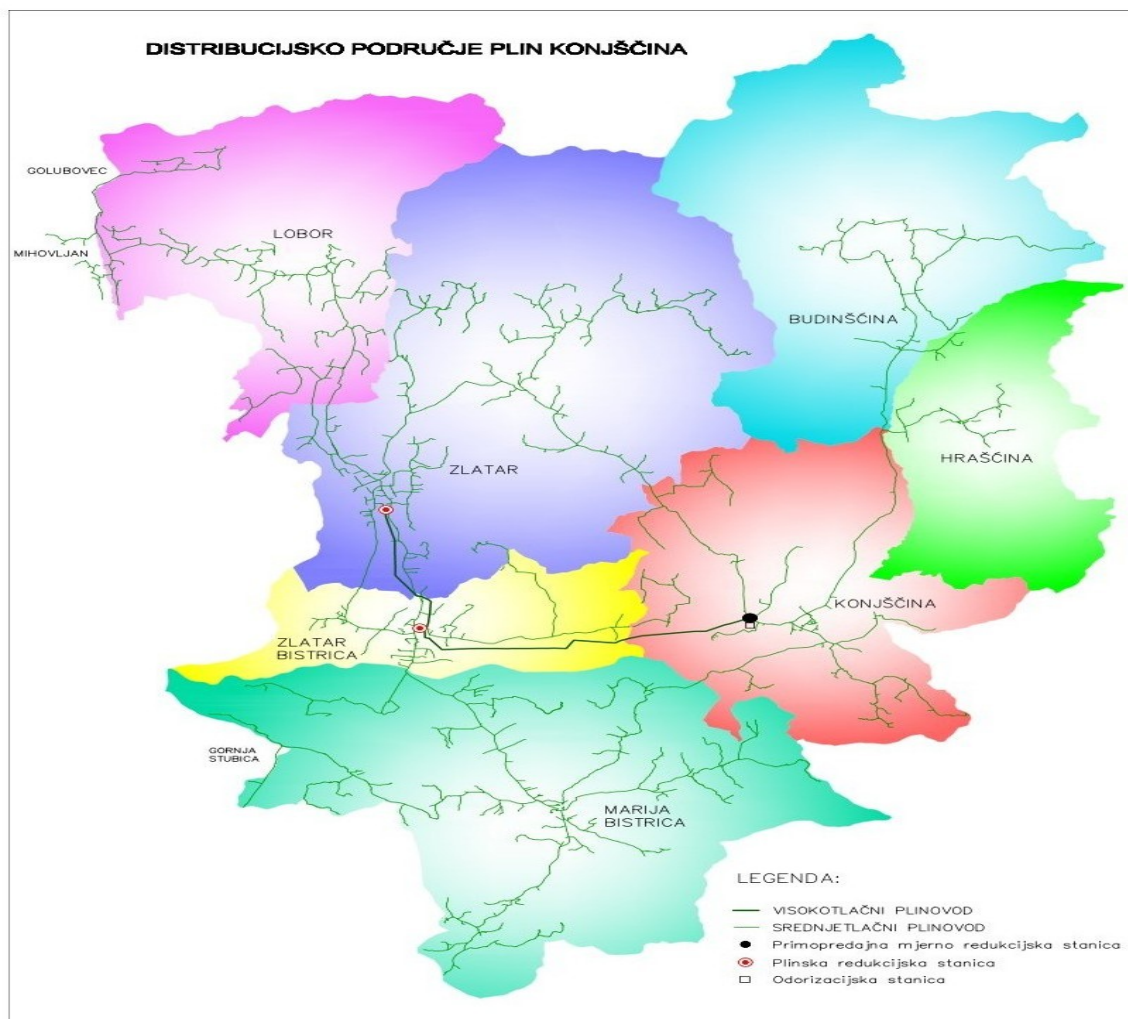 DISTRIBUCIJSKO PODRUČJE PLIN KONJŠČINA
GOLUBOVEC
LOBOR
MIHOVLJAN
BUDINŠĆINA
HRAŠĆINA
ZLATAR
KONJŠČINA
ZLATAR
BISTRICA
GORNJA
STUBICA
MARIJA
BISTRICA
LEGENDA:
VISOKOTLAČNI PLINOVOD
SREDNJETLAČNI PLINOVOD
Primopredajna mjerno redukcijska stanica
Plinska redukcijska stanica
Odorizacijska stanica